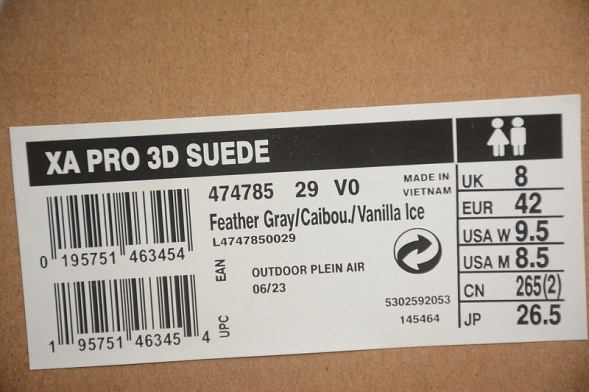 XA PRO 3D SUEDE
474785 29 V0
MADE IN
VIETNAM
Feather Gray/Caibou./Vanilla Ice
L4747850029
0 195751 463454
EAN
OUTDOOR PLEIN AIR
06/23
UPC
1 95751 46345 4
5302592053
145464
UK 8
EUR 42
USA W 9.5
USA M 8.5
CN 265(2)
JP 26.5